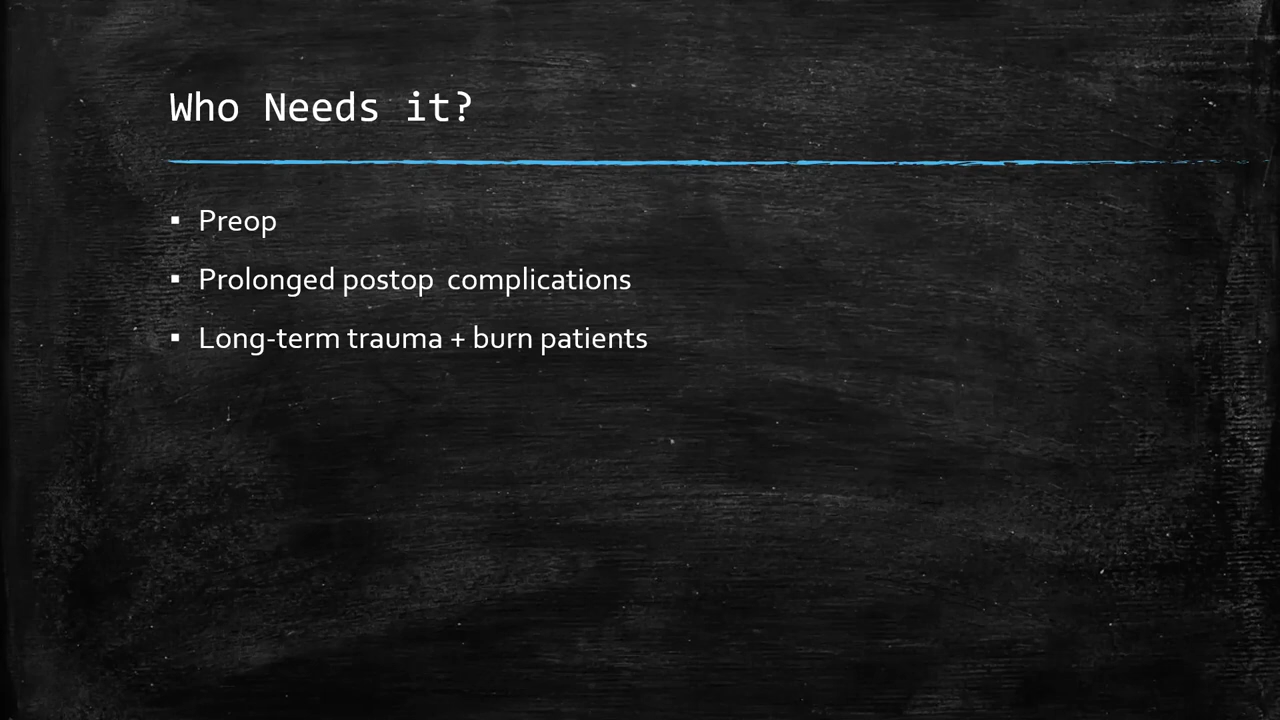 Who Needs it?
▪ Preop
▪ Prolonged postop  complications
▪ Long-term trauma + burn patients